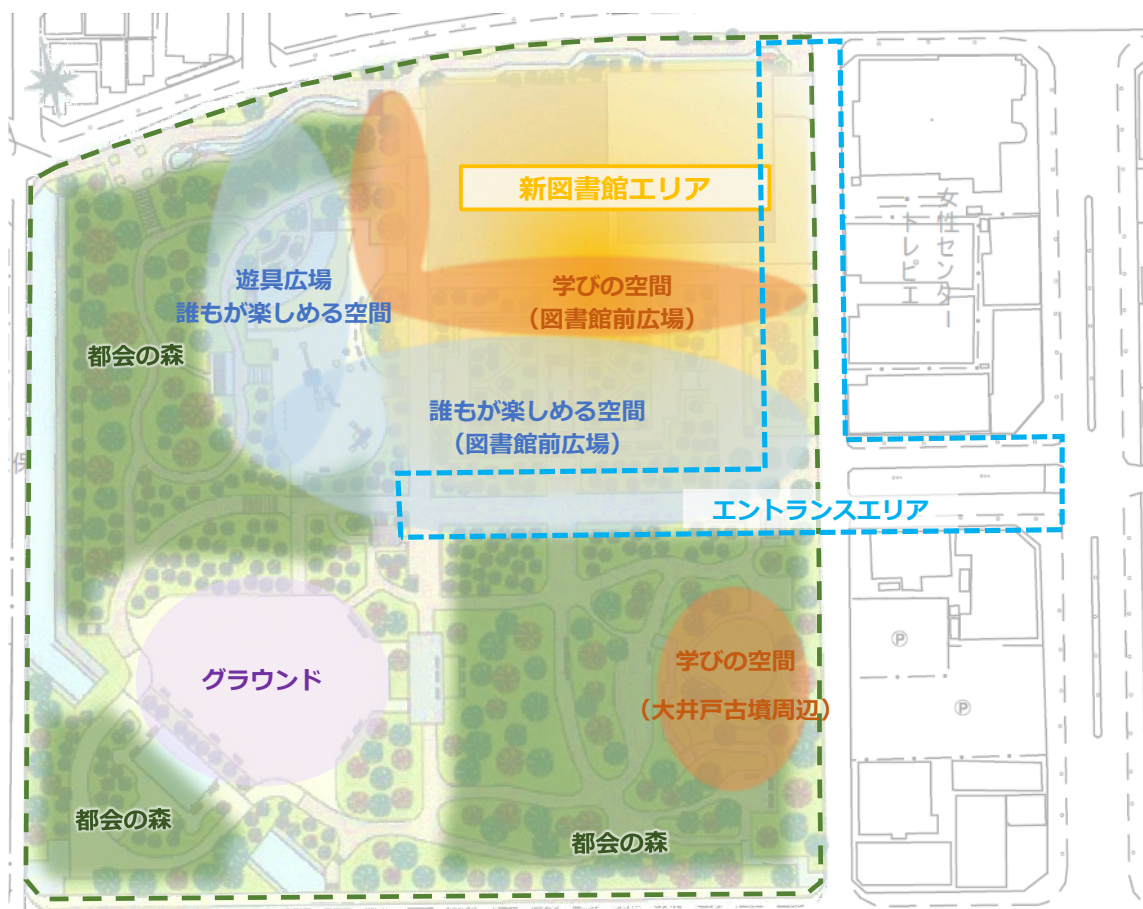 新図書館エリア
女性センター
・トレピエ
学びの空間
（図書館前広場）
遊具広場
誰もが楽しめる空間
都会の森
誰もが楽しめる空間
（図書館前広場）
保
エントランスエリア
P
学びの空間
（大井戸古墳周辺）
グラウンド
P
都会の森
都会の森